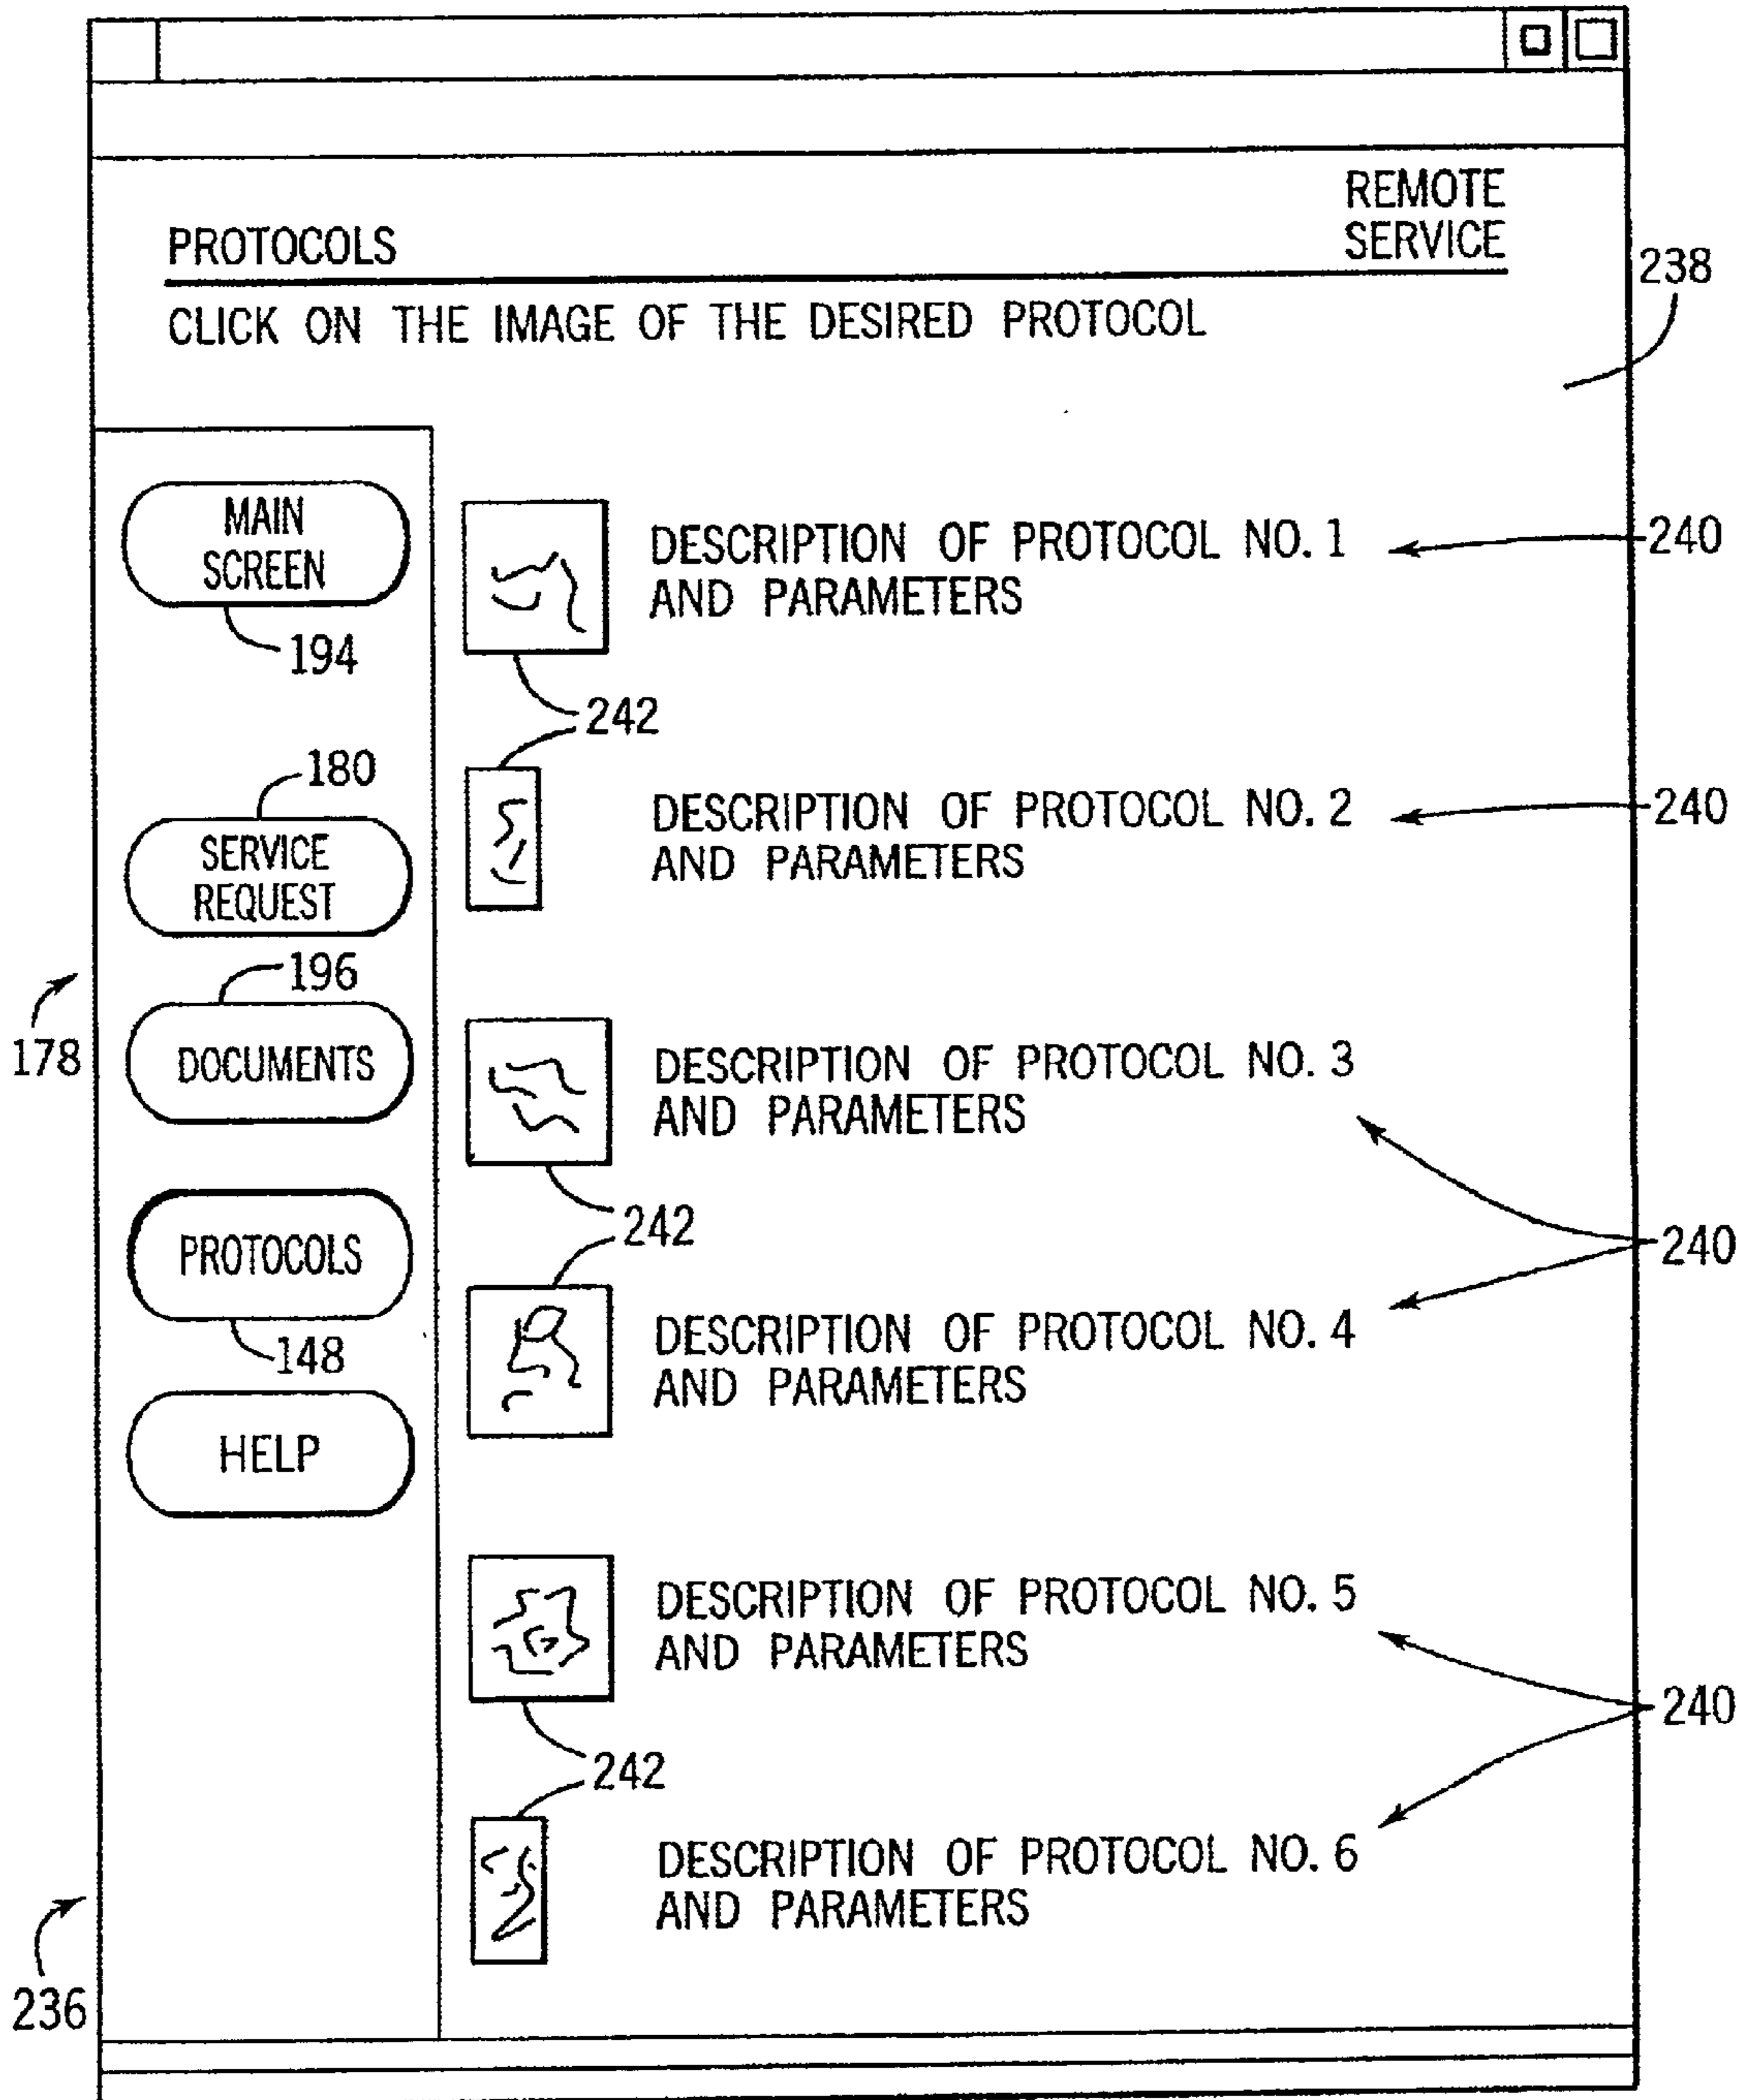 REMOTE
SERVICE
PROTOCOLS
238
CLICK ON THE IMAGE OF THE DESIRED PROTOCOL
MAIN
SCREEN
194
DESCRIPTION OF PROTOCOL NO. 1
AND PARAMETERS
240
242
180
SERVICE
REQUEST
DESCRIPTION OF PROTOCOL NO. 2
AND PARAMETERS
240
196
178
DOCUMENTS
DESCRIPTION OF PROTOCOL NO. 3
AND PARAMETERS
242
240
PROTOCOLS
148
DESCRIPTION OF PROTOCOL NO. 4
AND PARAMETERS
HELP
DESCRIPTION OF PROTOCOL NO. 5
AND PARAMETERS
240
242
DESCRIPTION OF PROTOCOL NO. 6
AND PARAMETERS
236